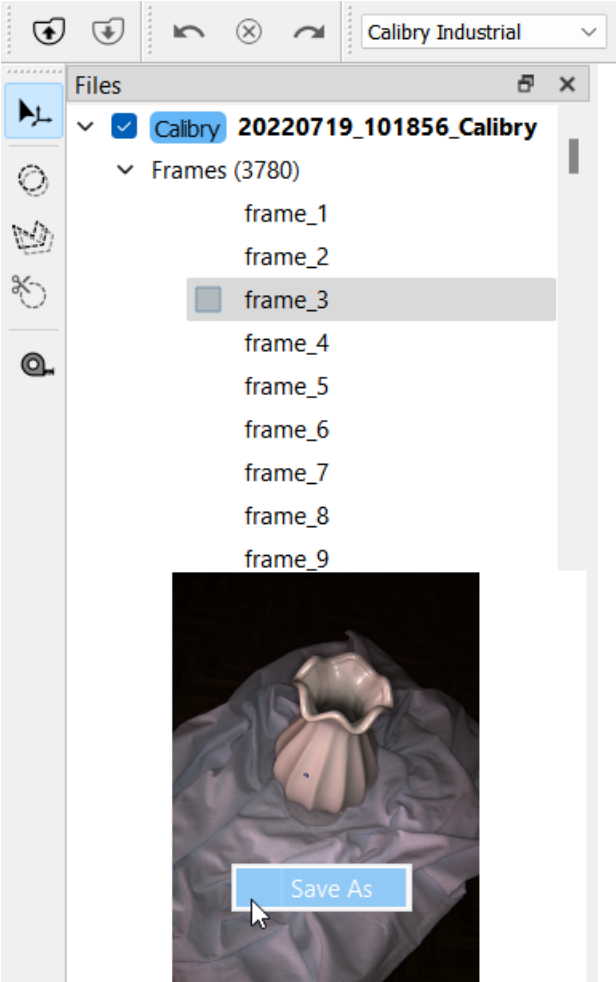 Calibry Industrial
Files
Calibry 20220719_101856_Calibry
Frames (3780)
frame_1
frame_2
frame_3
frame_4
frame_5
frame_6
frame_7
frame_8
frame_9
Save As